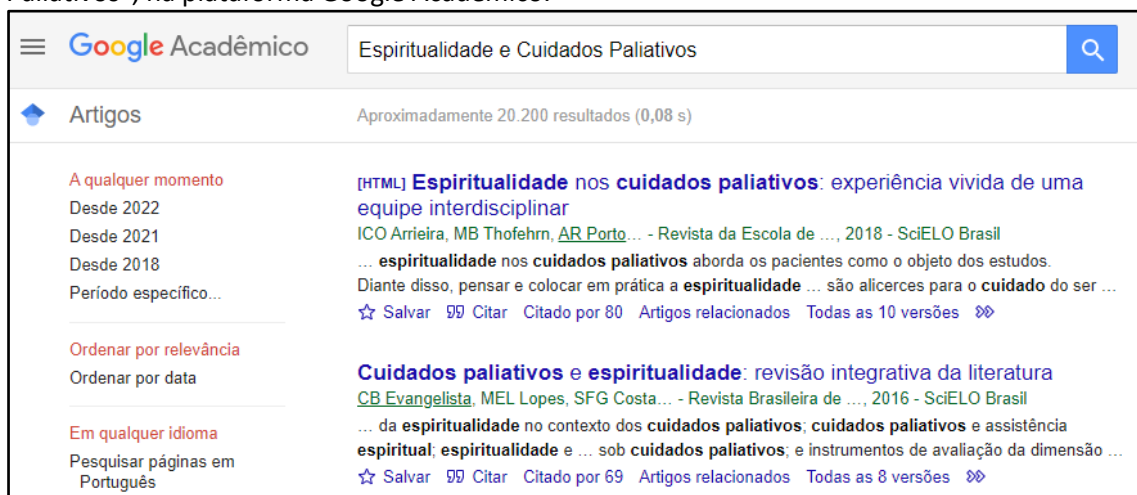 Paliativos", na plataforma Google Acadêmico.
Google Acadêmico
Espiritualidade e Cuidados Paliativos
Artigos
Aproximadamente 20.200 resultados (0,08 s)
A qualquer momento
Desde 2022
Desde 2021
Desde 2018
Período específico...
Ordenar por relevância
Ordenar por data
Em qualquer idioma
Pesquisar páginas em
Português
[HTML] Espiritualidade nos cuidados paliativos: experiência vivida de uma
equipe interdisciplinar
ICO Arrieira, MB Thofehrn, AR Porto... - Revista da Escola de ..., 2018 - SciELO Brasil
... espiritualidade nos cuidados paliativos aborda os pacientes como o objeto dos estudos.
Diante disso, pensar e colocar em prática a espiritualidade ... são alicerces para o cuidado do ser ...
Salvar Citar Citado por 80 Artigos relacionados Todas as 10 versões
Cuidados paliativos e espiritualidade: revisão integrativa da literatura
CB Evangelista, MEL Lopes, SFG Costa... - Revista Brasileira de ..., 2016 - SciELO Brasil
... da espiritualidade no contexto dos cuidados paliativos; cuidados paliativos e assistência
espiritual; espiritualidade e ... sob cuidados paliativos; e instrumentos de avaliação da dimensão ...
Salvar Citar Citado por 69 Artigos relacionados Todas as 8 versões